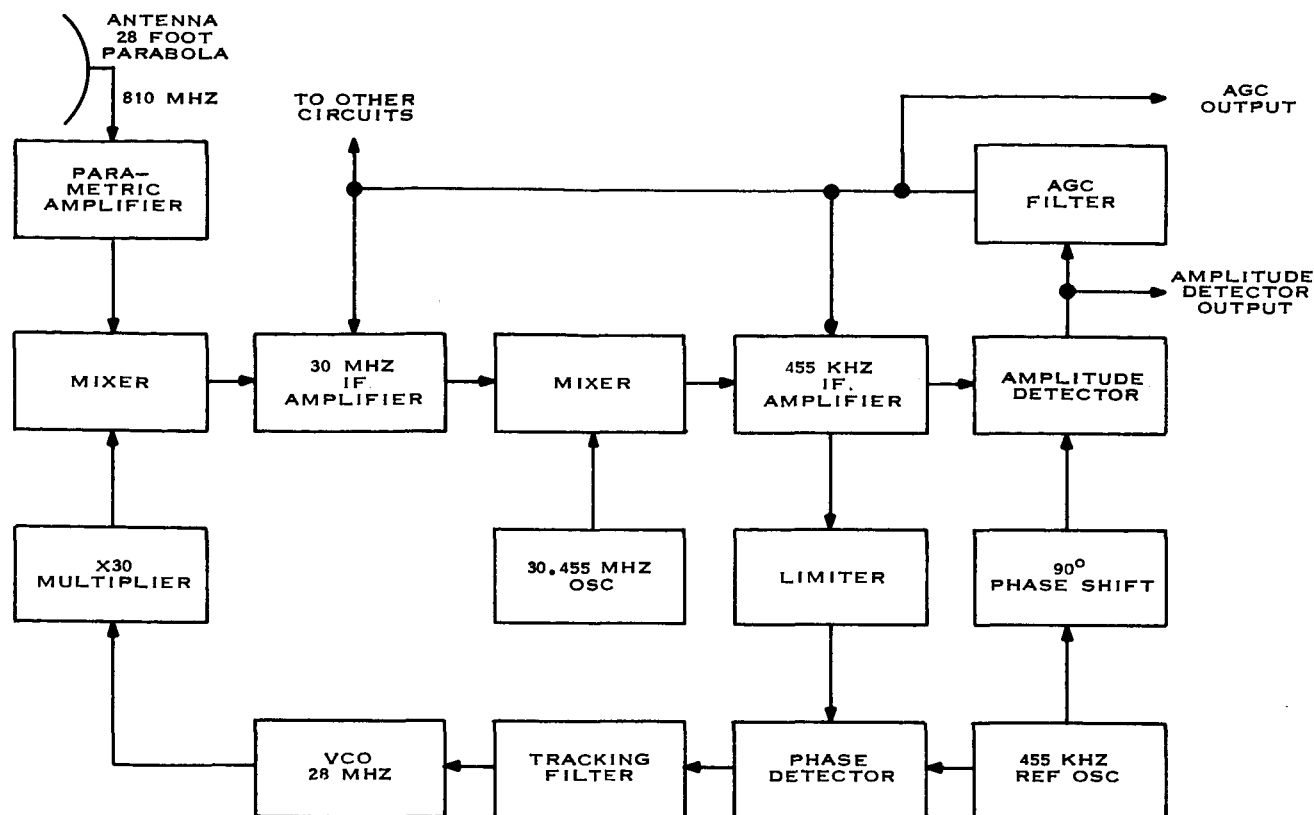 ANTENNA
28 FOOT
PARABOLA
810 MHZ
TO OTHER
CIRCUITS
AGC
OUTPUT
PARA–
METRIC
AMPLIFIER
AGC
FILTER
AMPLITUDE
DETECTOR
OUTPUT
MIXER
30 MHZ
IF.
AMPLIFIER
MIXER
455 KHZ
IF.
AMPLIFIER
AMPLITUDE
DETECTOR
X30
MULTIPLIER
30.455 MHZ
OSC
LIMITER
90°
PHASE SHIFT
VCO
28 MHZ
TRACKING
FILTER
PHASE
DETECTOR
455 KHZ
REF OSC